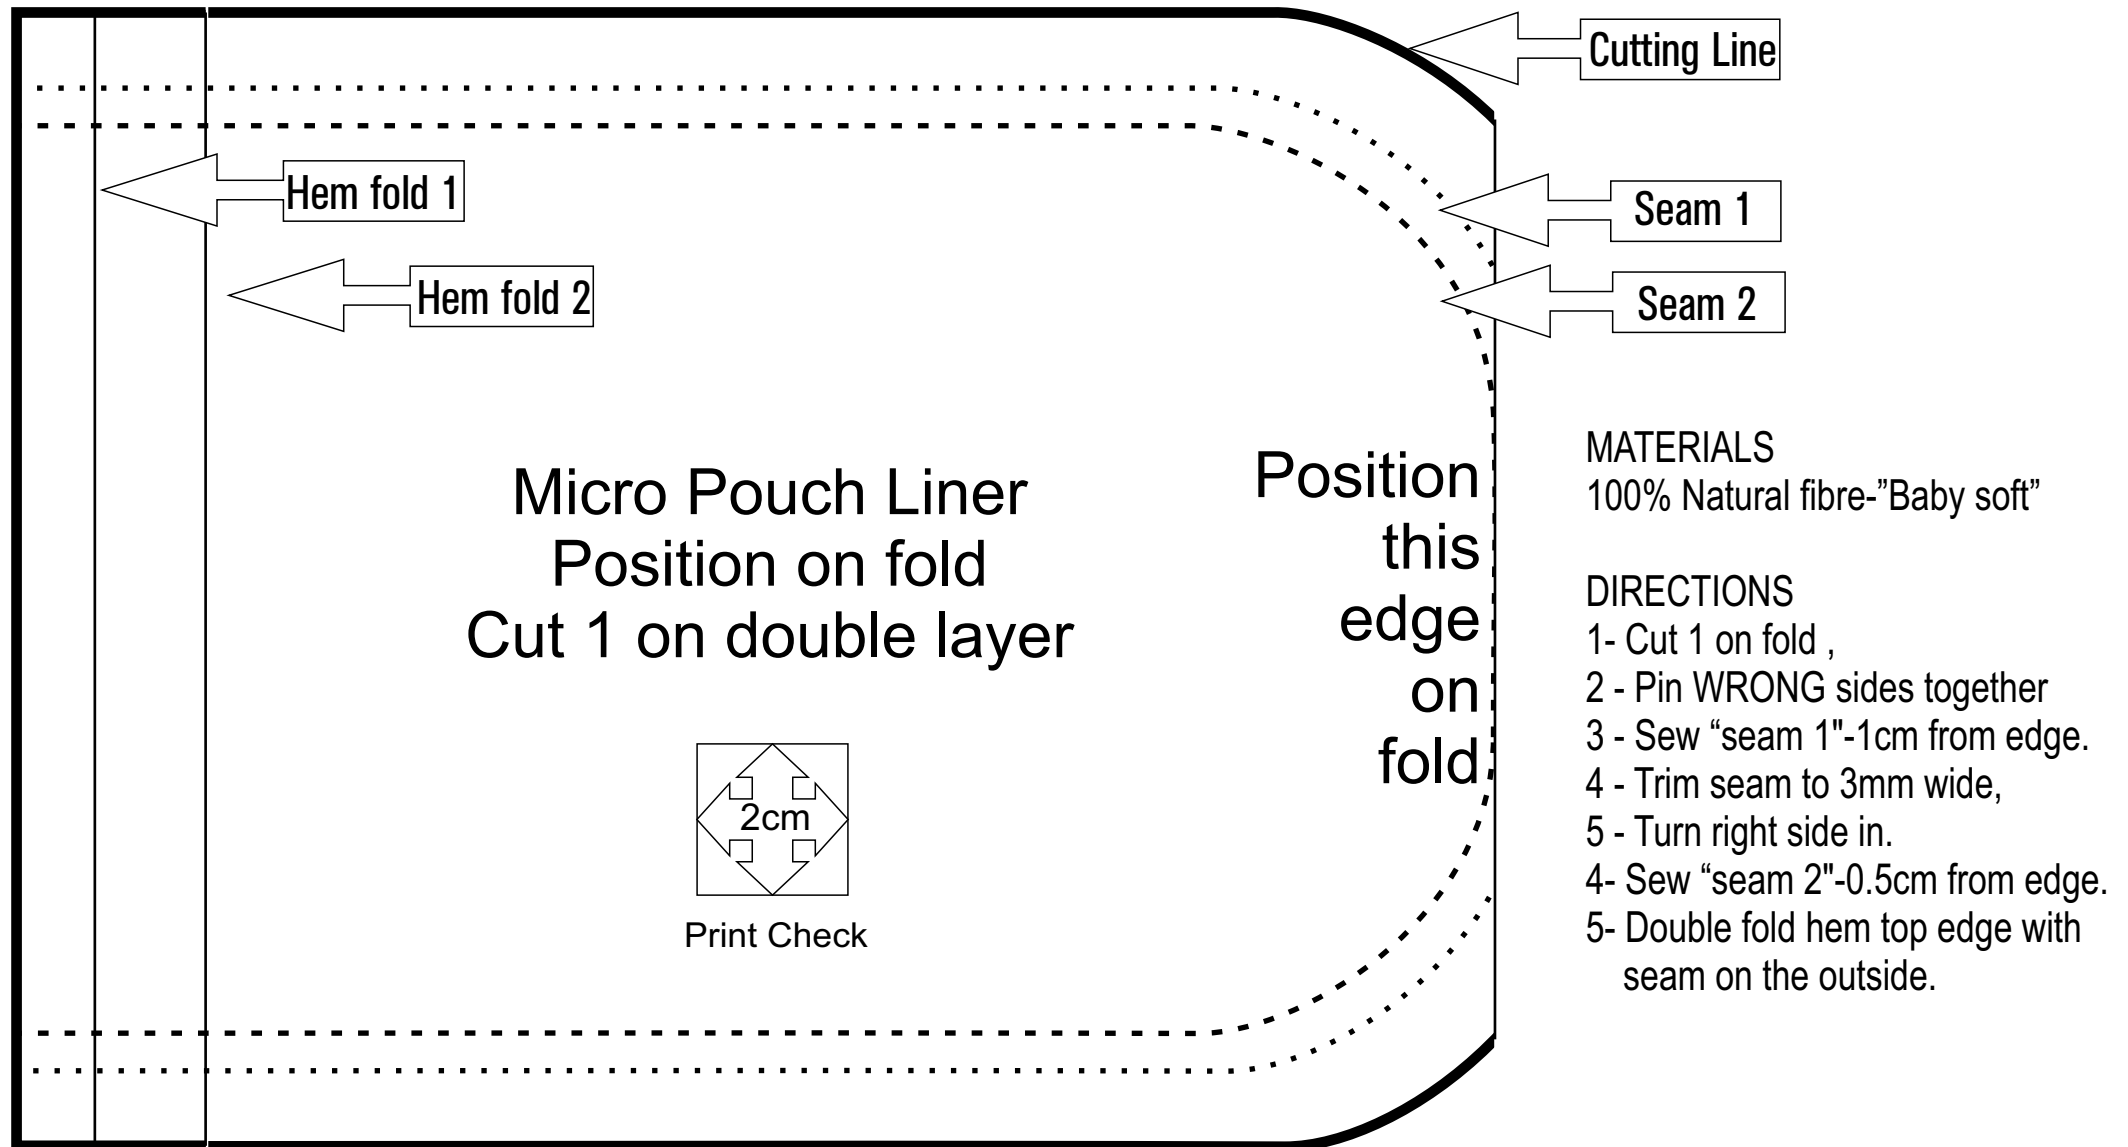 Cutting Line
Hem fold 1
Seam 1
Hem fold 2
Seam 2
Micro Pouch Liner
Position on fold
Cut 1 on double layer
Position
this
edge
on
fold
2cm
Print Check
MATERIALS
100% Natural fibre-”Baby soft”
DIRECTIONS
1- Cut 1 on fold ,
2 - Pin WRONG sides together
3 - Sew “seam 1"-1cm from edge.
4 - Trim seam to 3mm wide,
5 - Turn right side in.
4- Sew “seam 2"-0.5cm from edge.
5- Double fold hem top edge with
seam on the outside.